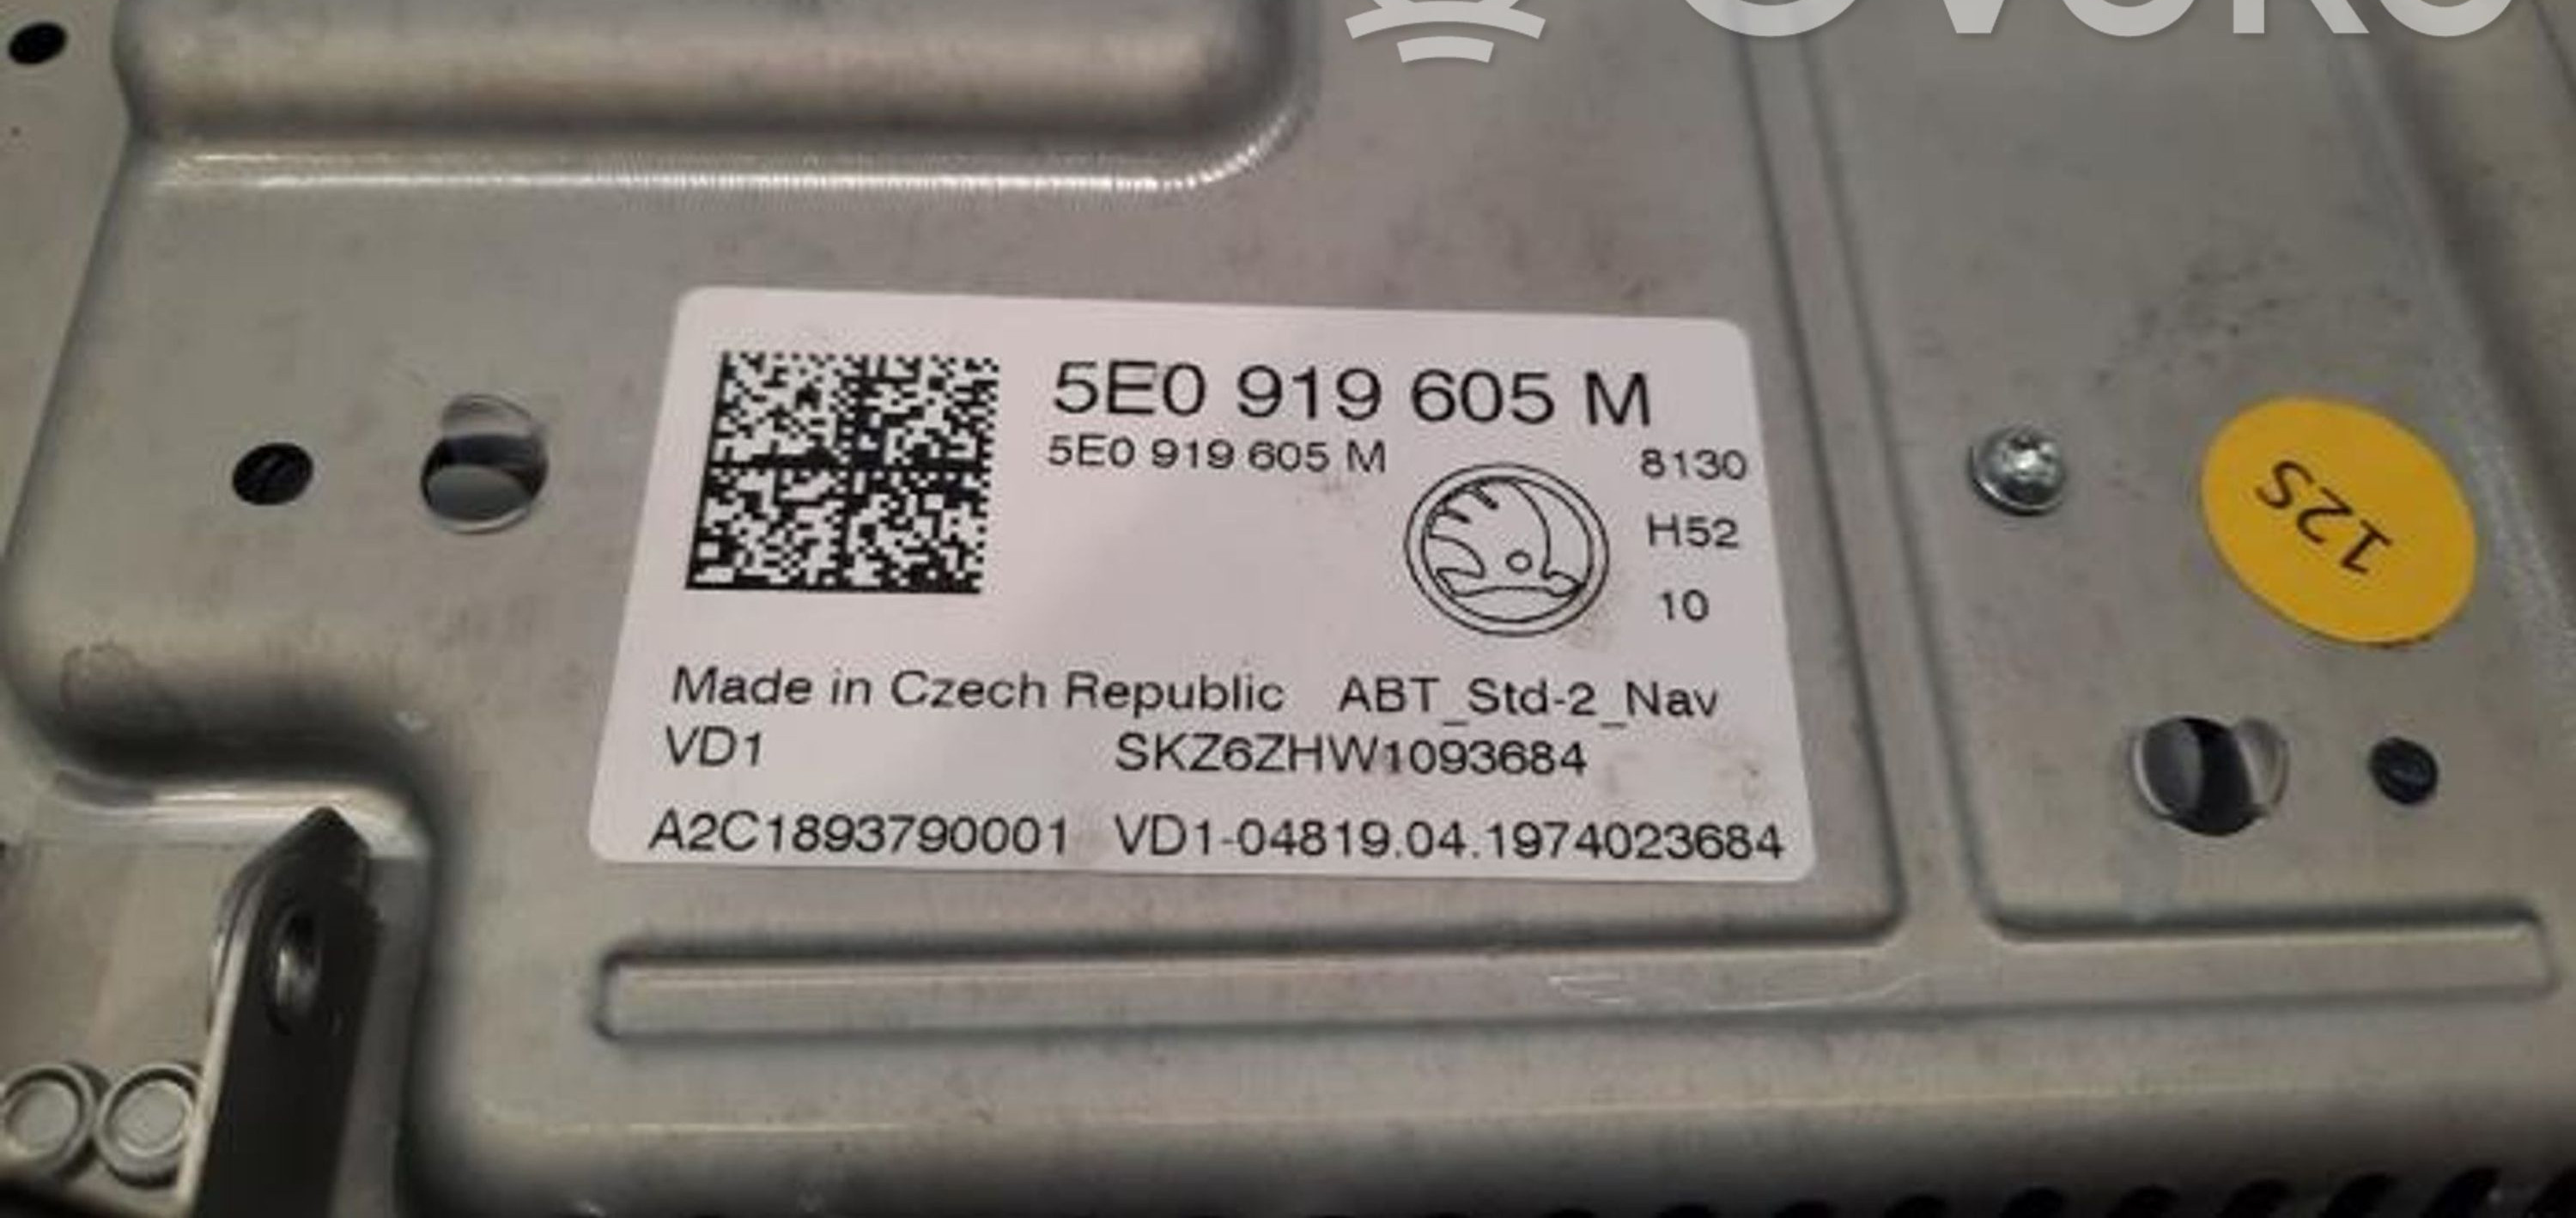 5E0 919 605 M
5E0 919 605 M
8130
H52
10
Made in Czech Republic ABT_Std-2_Nav
VD1 SKZ6ZHW1093684
A2C1893790001 VD1-04819.04.1974023684
12S